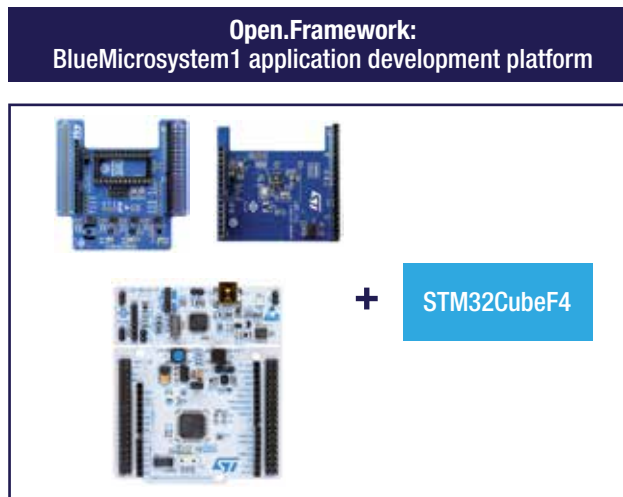 Open.Framework:
BlueMicrosystem1 application development platform
+
STM32CubeF4